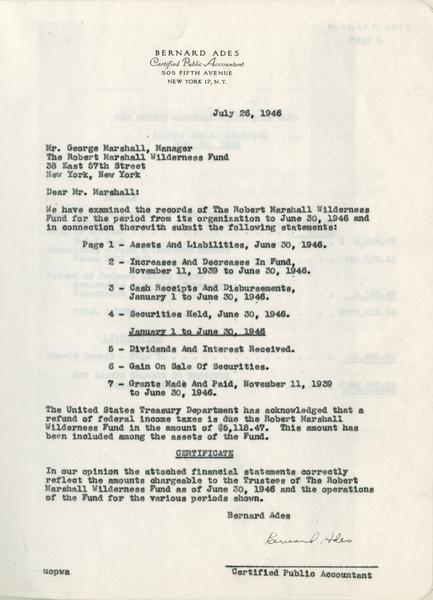 BERNARD ADES
Certified Public Accountant
505 FIFTH AVENUE
NEW YORK 17, N.Y.
July 26, 1946
Mr. George Marshall, Manager
The Robert Marshall Wilderness Fund
38 East 57th Street
New York, New York
Dear Mr. Marshall:
We have examined the records of The Robert Marshall Wilderness
Fund for the period from its organization to June 30, 1946 and
in connection therewith submit the following statements:
Page 1 - Assets And Liabilities, June 30, 1946.
2 - Increases And Decreases In Fund,
November 11, 1939 to June 30, 1946.
3 - Cash Receipts And Disbursements,
January 1 to June 30, 1946.
4 - Securities Held, June 30, 1946.
January 1 to June 30, 1946
5 - Dividends And Interest Received.
6 - Gain On Sale Of Securities.
7 - Grants Made And Paid, November 11, 1939
to June 30, 1946.
The United States Treasury Department has acknowledged that a
refund of federal income taxes is due the Robert Marshall
Wilderness Fund in the amount of $5,118.47. This amount has
been included among the assets of the Fund.
CERTIFICATE
In our opinion the attached financial statements correctly
reflect the amounts chargeable to the Trustees of The Robert
Marshall Wilderness Fund as of June 30, 1946 and the operations
of the Fund for the various periods shown.
Bernard Ades
Bernard Ades
uopwa
Certified Public Accountant